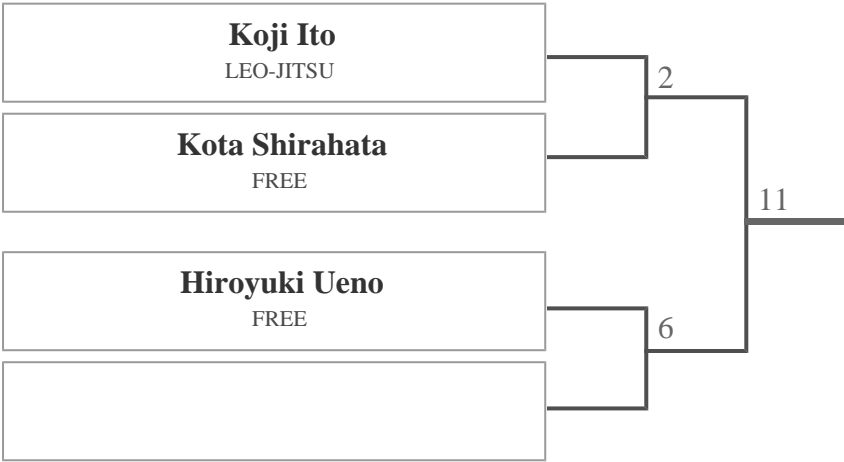 Koji Ito
LEO-JITSU
2
Kota Shirahata
FREE
11
Hiroyuki Ueno
FREE
6